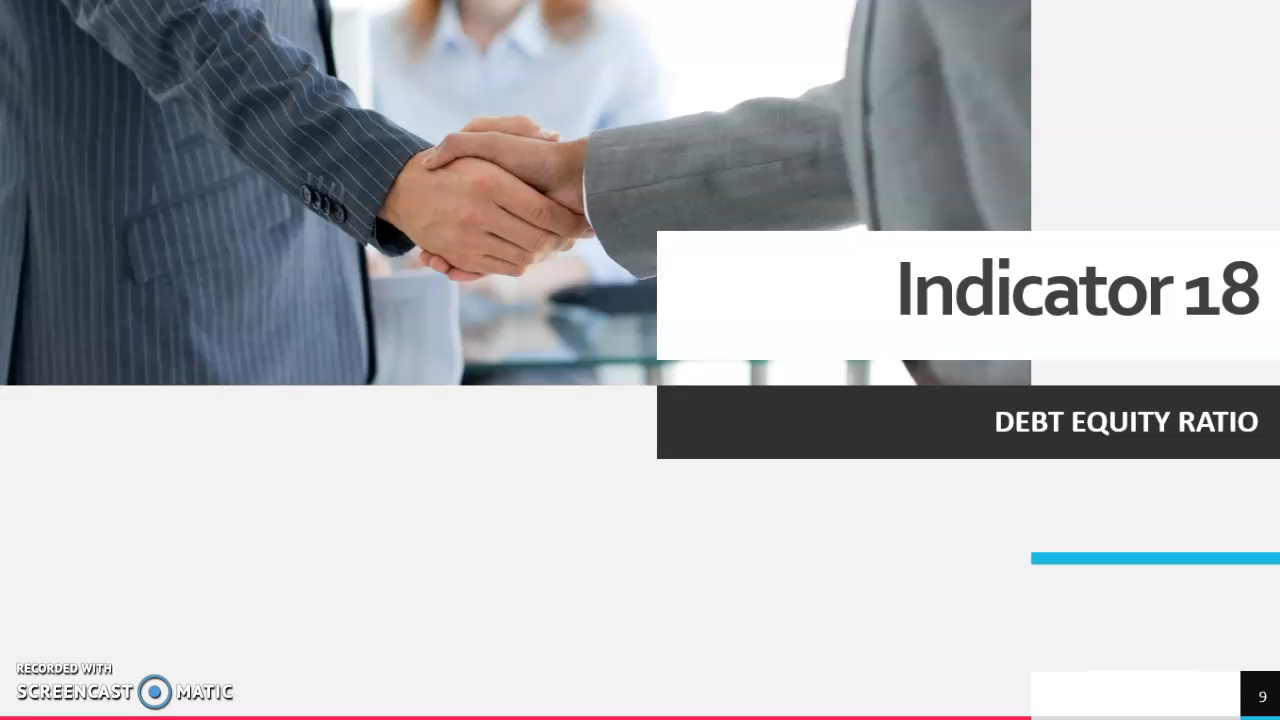 Indicator 18
DEBT EQUITY RATIO
RECORDED WITH
SCREENCAST MATIC
9